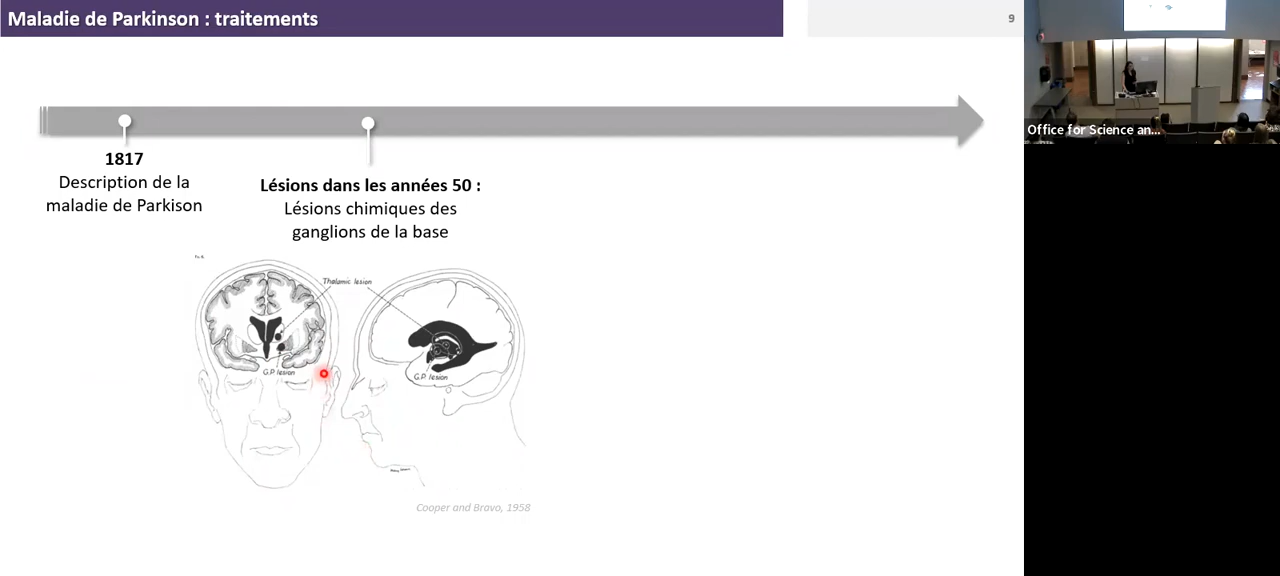 Maladie de Parkinson : traitements
9
Office for Science an...
1817
Description de la
maladie de Parkison
Lésions dans les années 50 :
Lésions chimiques des
ganglions de la base
Thalamic lesion
G.P. lesion
G.P. lesion
Cooper and Bravo, 1958